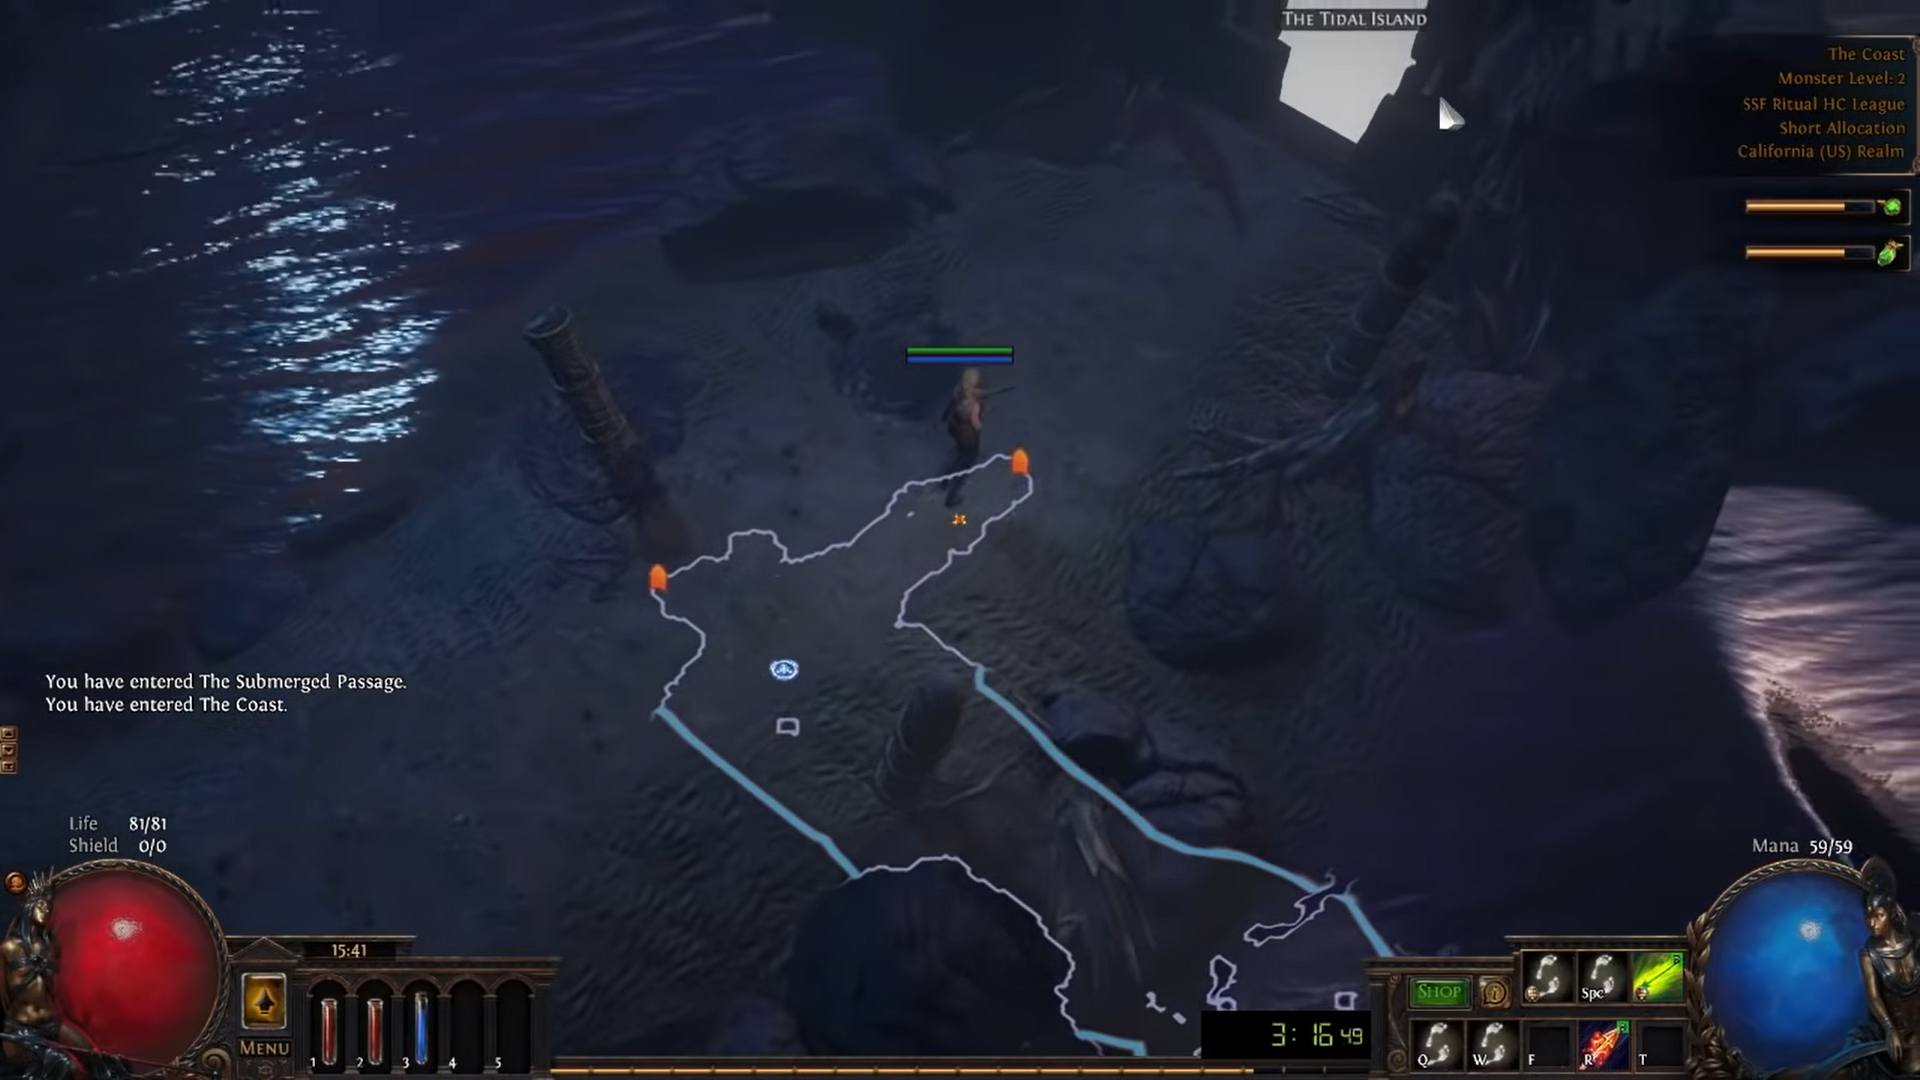 THE TIDAL ISLAND
The Coast
Monster Level: 2
SSF Ritual HC League
Short Allocation
California (US) Realm
You have entered The Submerged Passage.
You have entered The Coast.
Life 81/81
Shield 0/0
Mana 59/59
15:41
MENU
1 2 3 4 5
SHOP
Spc
3:16 49
Q W F R T